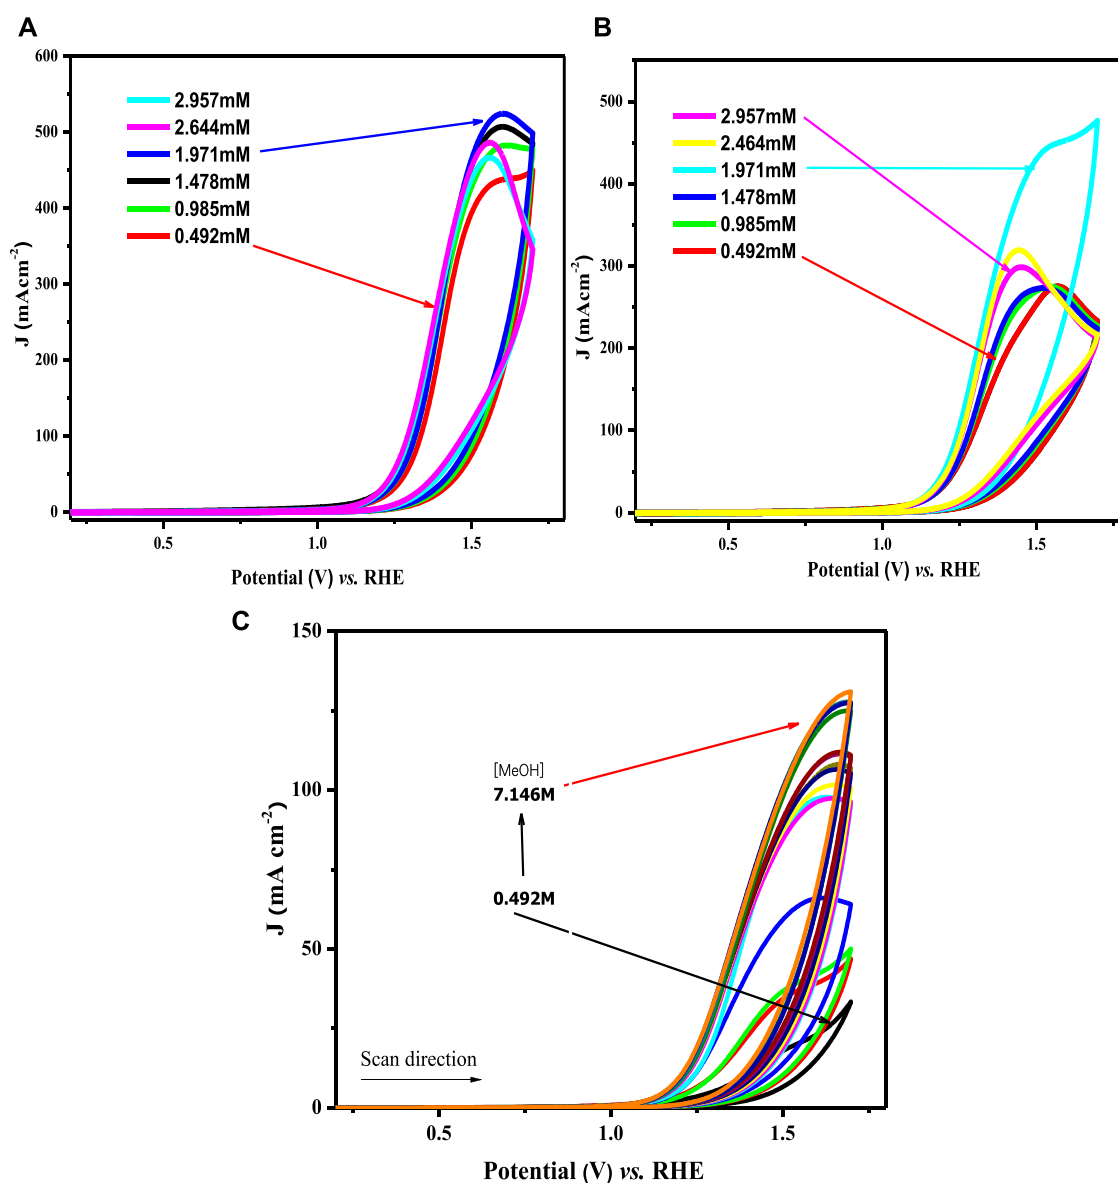 A
600
500
400
300
200
100
0
J (mAcm-2)
2.957mM
2.644mM
1.971mM
1.478mM
0.985mM
0.492mM
0.5
1.0
1.5
Potential (V) vs. RHE
B
500
400
300
200
100
0
J (mAcm-2)
2.957mM
2.464mM
1.971mM
1.478mM
0.985mM
0.492mM
0.5
1.0
1.5
Potential (V) vs. RHE
C
150
100
50
0
J (mA cm-2)
[MeOH]
7.146M
0.492M
Scan direction
0.5
1.0
1.5
Potential (V) vs. RHE